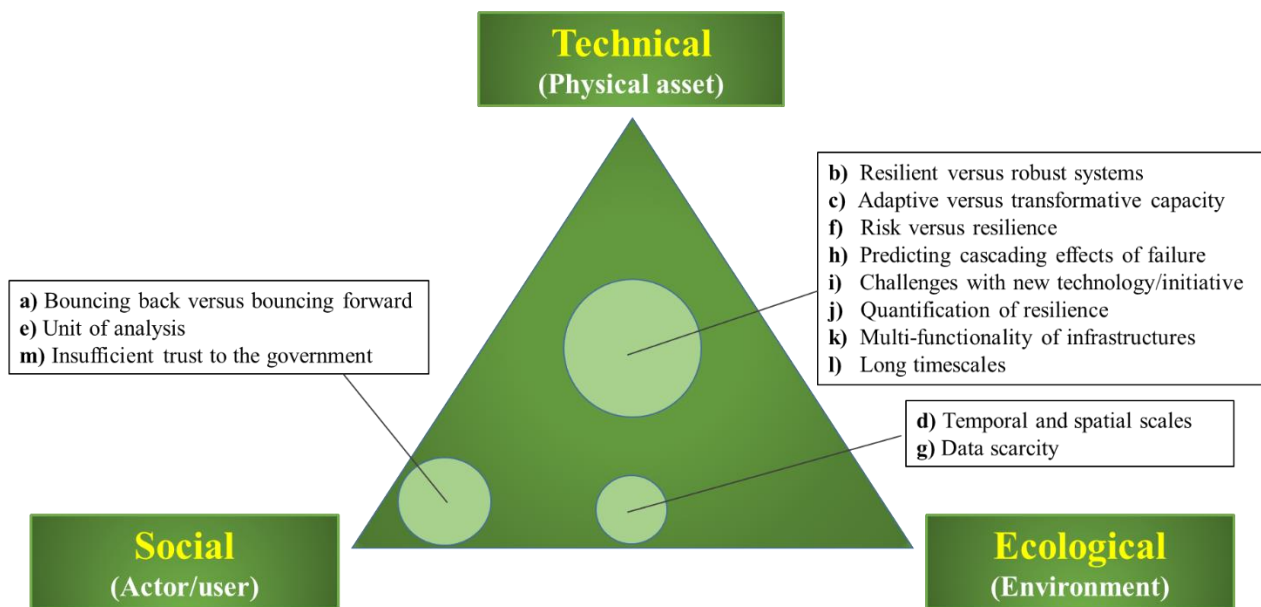 Technical
(Physical asset)
b) Resilient versus robust systems
c) Adaptive versus transformative capacity
f) Risk versus resilience
h) Predicting cascading effects of failure
i) Challenges with new technology/initiative
j) Quantification of resilience
k) Multi-functionality of infrastructures
l) Long timescales
a) Bouncing back versus bouncing forward
e) Unit of analysis
m) Insufficient trust to the government
d) Temporal and spatial scales
g) Data scarcity
Social
(Actor/user)
Ecological
(Environment)